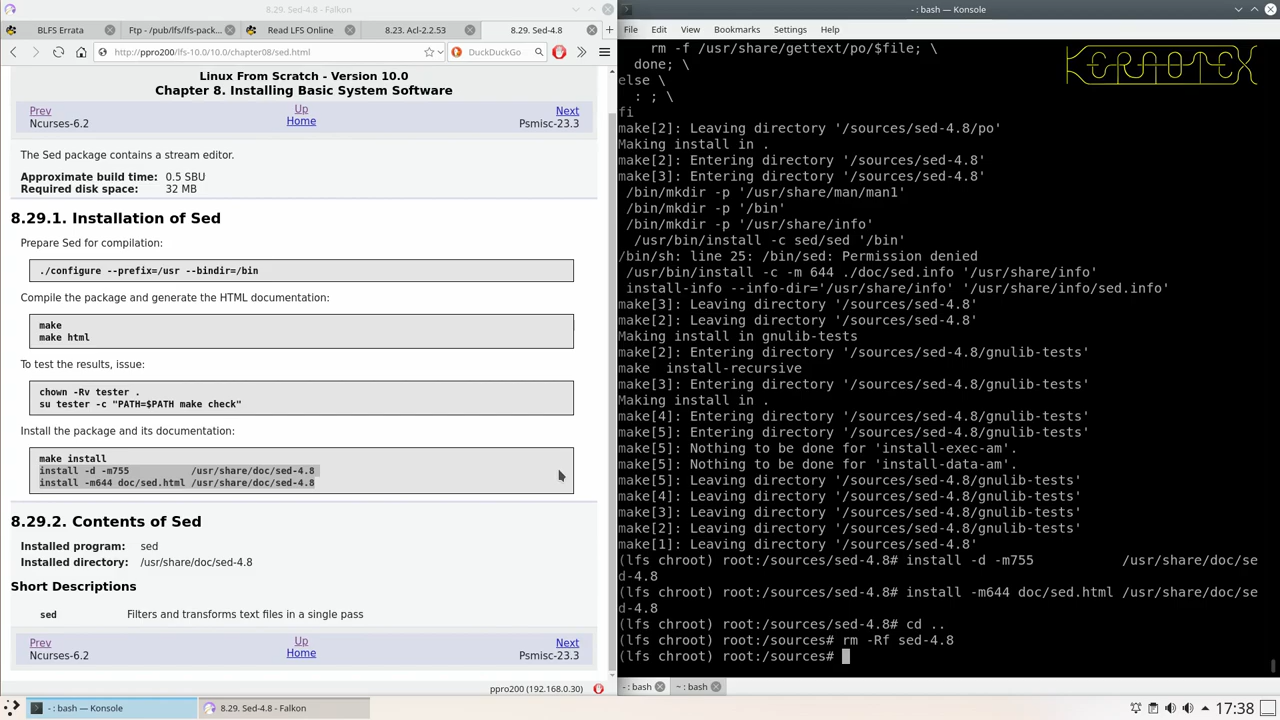 8.29. Sed-4.8 - Falkon
BLFS Errata
Ftp - /pub/lfs/lfs-pack
Read LFS Online
8.23. Acl-2.2.53
8.29. Sed-4.8
http://ppro200/lfs-10.0/10.0/chapter08/sed.html
DuckDuckGo
Linux From Scratch - Version 10.0
Chapter 8. Installing Basic System Software
Prev
Up
Next
Ncurses-6.2
Home
Psmisc-23.3
The Sed package contains a stream editor.
Approximate build time: 0.5 SBU
Required disk space: 32 MB
8.29.1. Installation of Sed
Prepare Sed for compilation:
./configure --prefix=/usr --bindir=/bin
Compile the package and generate the HTML documentation:
make
make html
To test the results, issue:
chown -Rv tester .
su tester -c "PATH=$PATH make check"
Install the package and its documentation:
make install
install -d -m755 /usr/share/doc/sed-4.8
install -m644 doc/sed.html /usr/share/doc/sed-4.8
8.29.2. Contents of Sed
Installed program: sed
Installed directory: /usr/share/doc/sed-4.8
Short Descriptions
sed Filters and transforms text files in a single pass
Prev
Up
Next
Ncurses-6.2
Home
Psmisc-23.3
ppro200 (192.168.0.30)
- : bash — Konsole
File Edit View Bookmarks Settings Help
KERAOTEX
rm -f /usr/share/gettext/po/$file; \
done; \
else \
: ; \
fi
make[2]: Leaving directory '/sources/sed-4.8/po'
Making install in .
make[2]: Entering directory '/sources/sed-4.8'
make[3]: Entering directory '/sources/sed-4.8'
/bin/mkdir -p '/usr/share/man/man1'
/bin/mkdir -p '/bin'
/bin/mkdir -p '/usr/share/info'
/usr/bin/install -c sed/sed '/bin'
/bin/sh: line 25: /bin/sed: Permission denied
/usr/bin/install -c -m 644 ./doc/sed.info '/usr/share/info'
install-info --info-dir='/usr/share/info' '/usr/share/info/sed.info'
make[3]: Leaving directory '/sources/sed-4.8'
make[2]: Leaving directory '/sources/sed-4.8'
Making install in gnulib-tests
make[2]: Entering directory '/sources/sed-4.8/gnulib-tests'
make  install-recursive
make[3]: Entering directory '/sources/sed-4.8/gnulib-tests'
Making install in .
make[4]: Entering directory '/sources/sed-4.8/gnulib-tests'
make[5]: Entering directory '/sources/sed-4.8/gnulib-tests'
make[5]: Nothing to be done for 'install-exec-am'.
make[5]: Nothing to be done for 'install-data-am'.
make[5]: Leaving directory '/sources/sed-4.8/gnulib-tests'
make[4]: Leaving directory '/sources/sed-4.8/gnulib-tests'
make[3]: Leaving directory '/sources/sed-4.8/gnulib-tests'
make[2]: Leaving directory '/sources/sed-4.8/gnulib-tests'
make[1]: Leaving directory '/sources/sed-4.8'
(lfs chroot) root:/sources/sed-4.8# install -d -m755 /usr/share/doc/se
d-4.8
(lfs chroot) root:/sources/sed-4.8# install -m644 doc/sed.html /usr/share/doc/se
d-4.8
(lfs chroot) root:/sources/sed-4.8# cd ..
(lfs chroot) root:/sources# rm -Rf sed-4.8
(lfs chroot) root:/sources#
- : bash
~ : bash
- : bash — Konsole
8.29. Sed-4.8 - Falkon
17:38